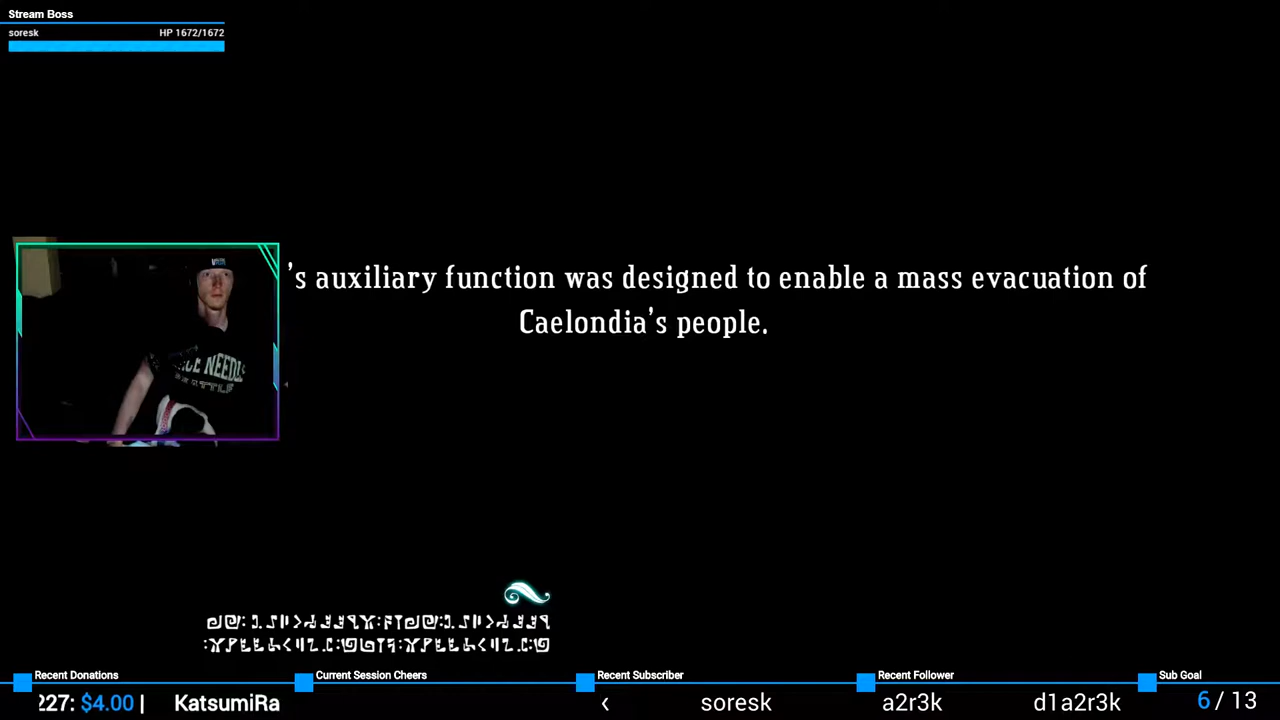 Stream Boss
soresk HP 1672/1672
's auxiliary function was designed to enable a mass evacuation of
Caelondia's people.
Recent Donations Current Session Cheers Recent Subscriber Recent Follower Sub Goal
227: $4.00 | KatsumiRa soresk a2r3k d1a2r3k 6 / 13